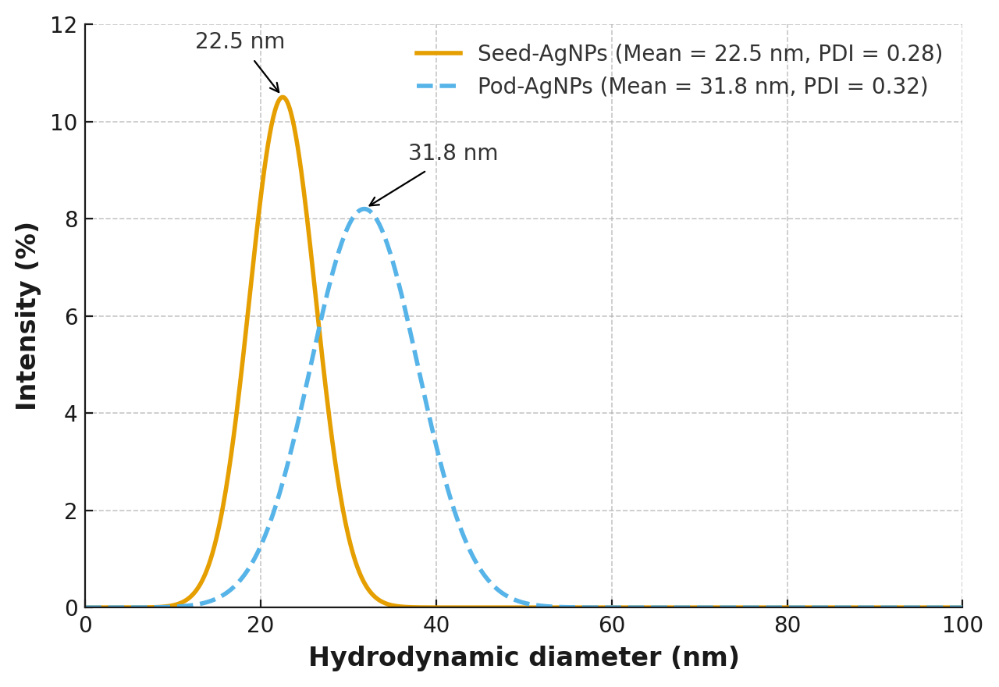 12
22.5 nm
Seed-AgNPs (Mean = 22.5 nm, PDI = 0.28)
Pod-AgNPs (Mean = 31.8 nm, PDI = 0.32)
10
31.8 nm
8
Intensity (%)
6
4
2
0
0 20 40 60 80 100
Hydrodynamic diameter (nm)